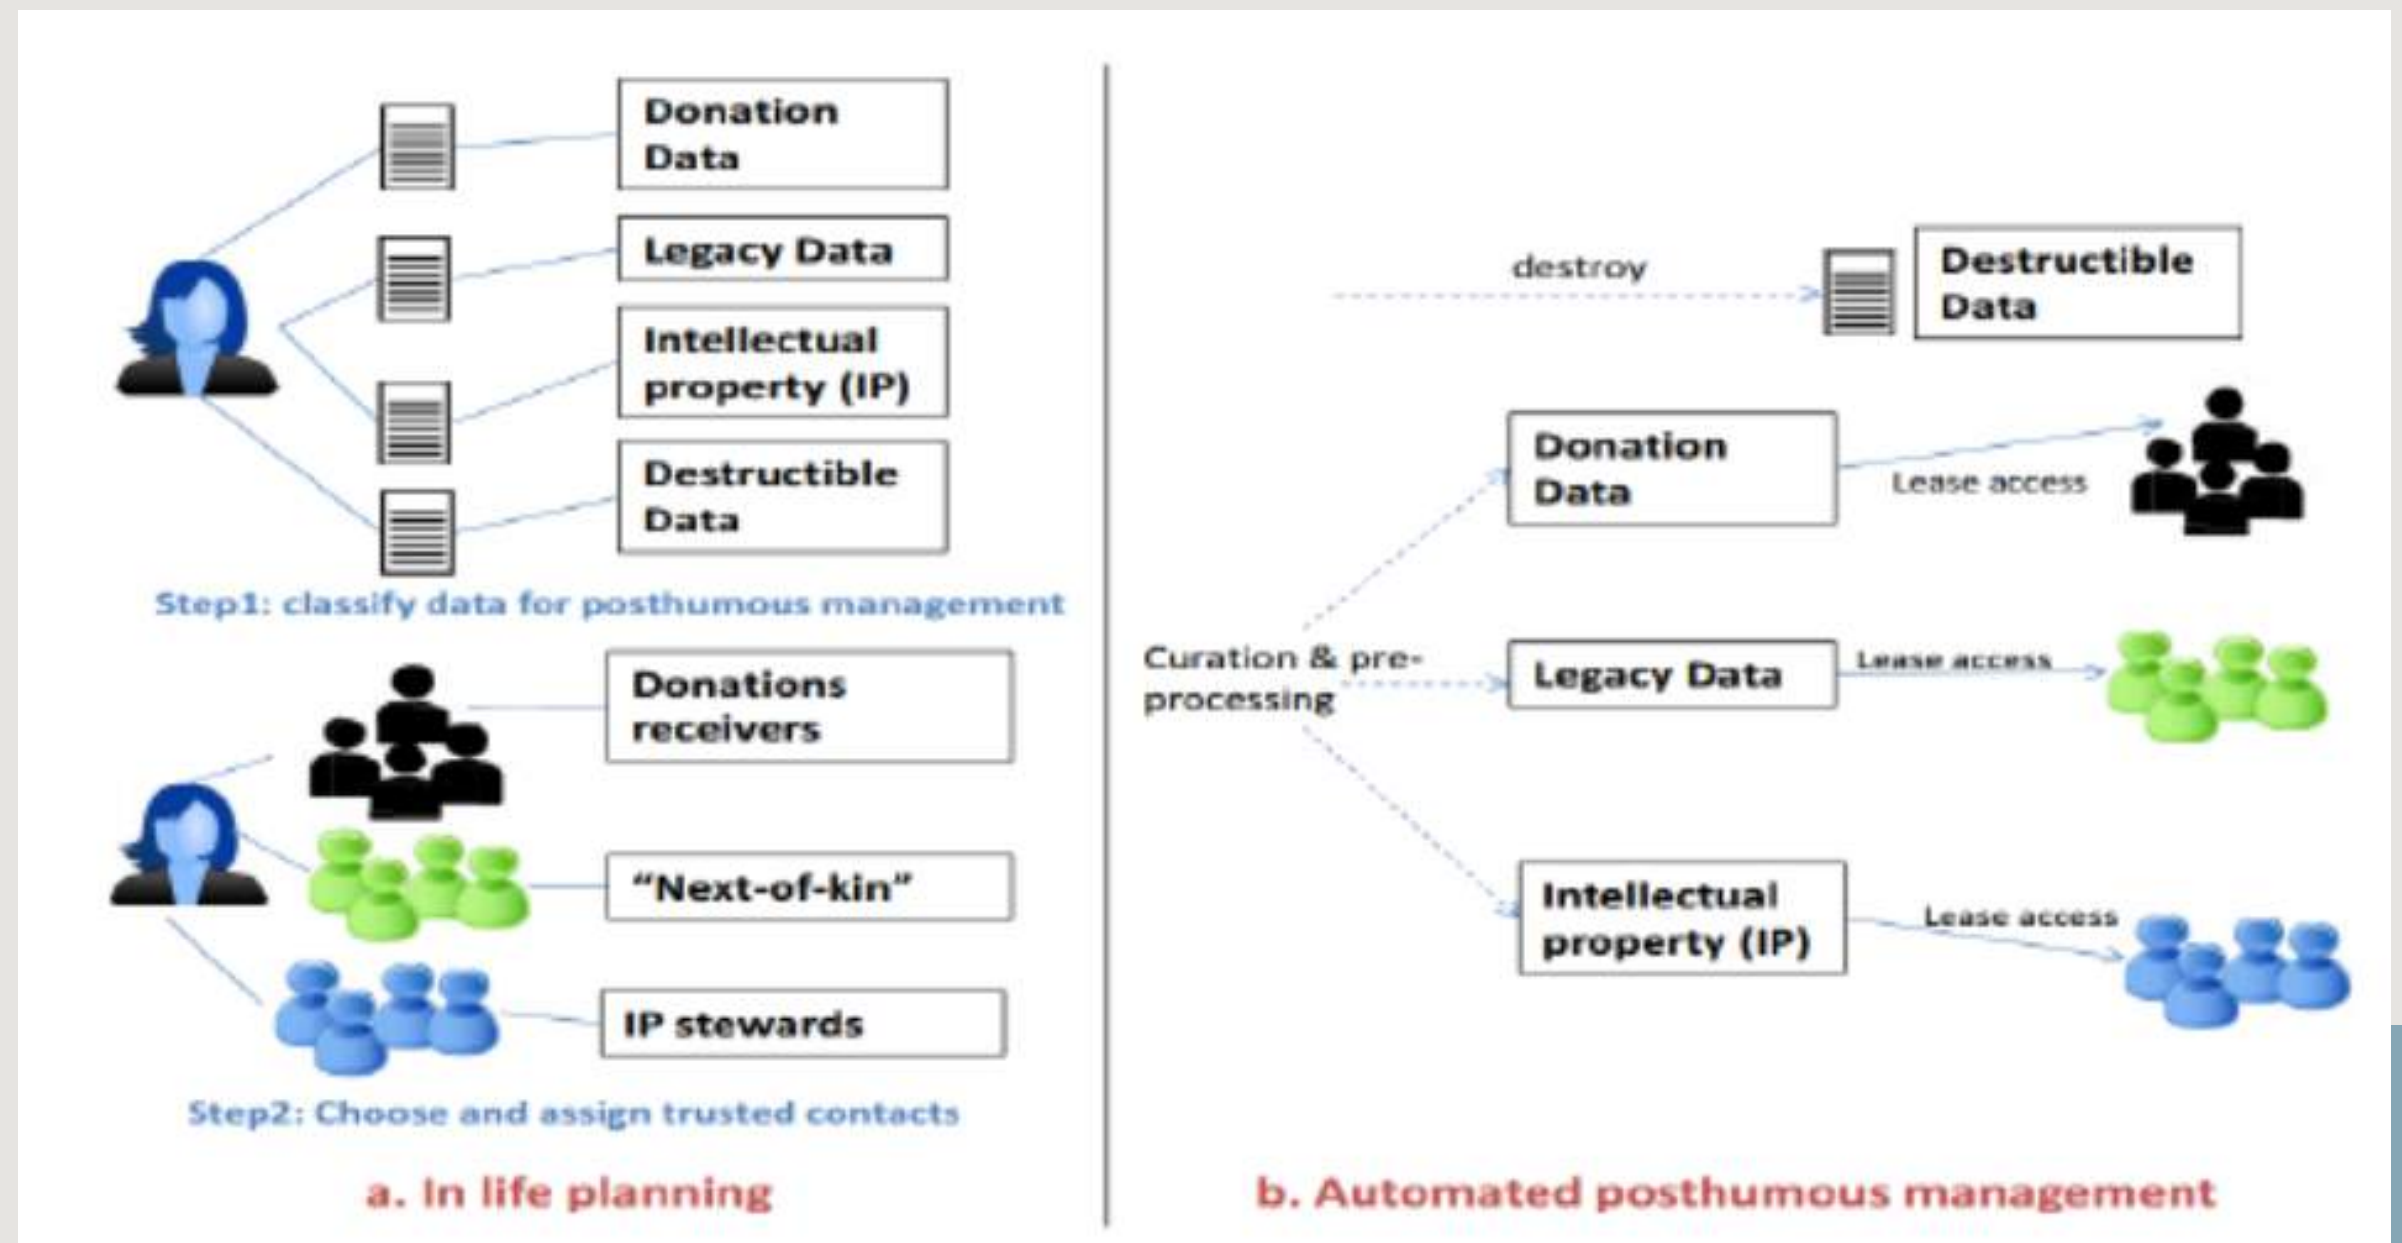 Donation
Data
Legacy Data
Intellectual
property (IP)
Destructible
Data
Step1: classify data for posthumous management
Donations
receivers
“Next-of-kin”
IP stewards
Step2: Choose and assign trusted contacts
a. In life planning
destroy
Destructible
Data
Donation
Data
Lease access
Curation & pre-
processing
Legacy Data
Lease access
Intellectual
property (IP)
Lease access
b. Automated posthumous management